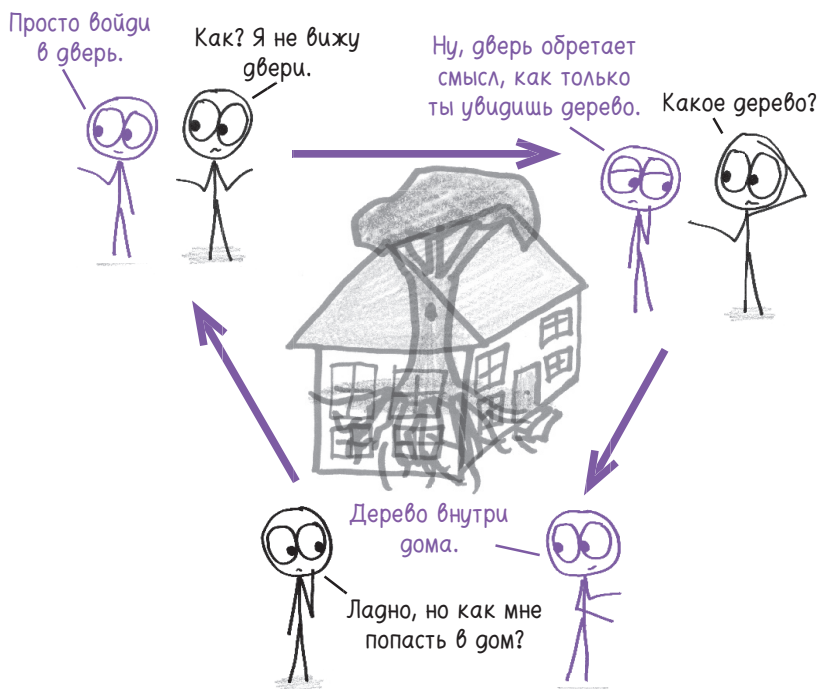 Просто войди
в дверь.
Как? Я не вижу
двери.
Ну, дверь обретает
смысл, как только
ты увидишь дерево.
Какое дерево?
Дерево внутри
дома.
Ладно, но как мне
попасть в дом?